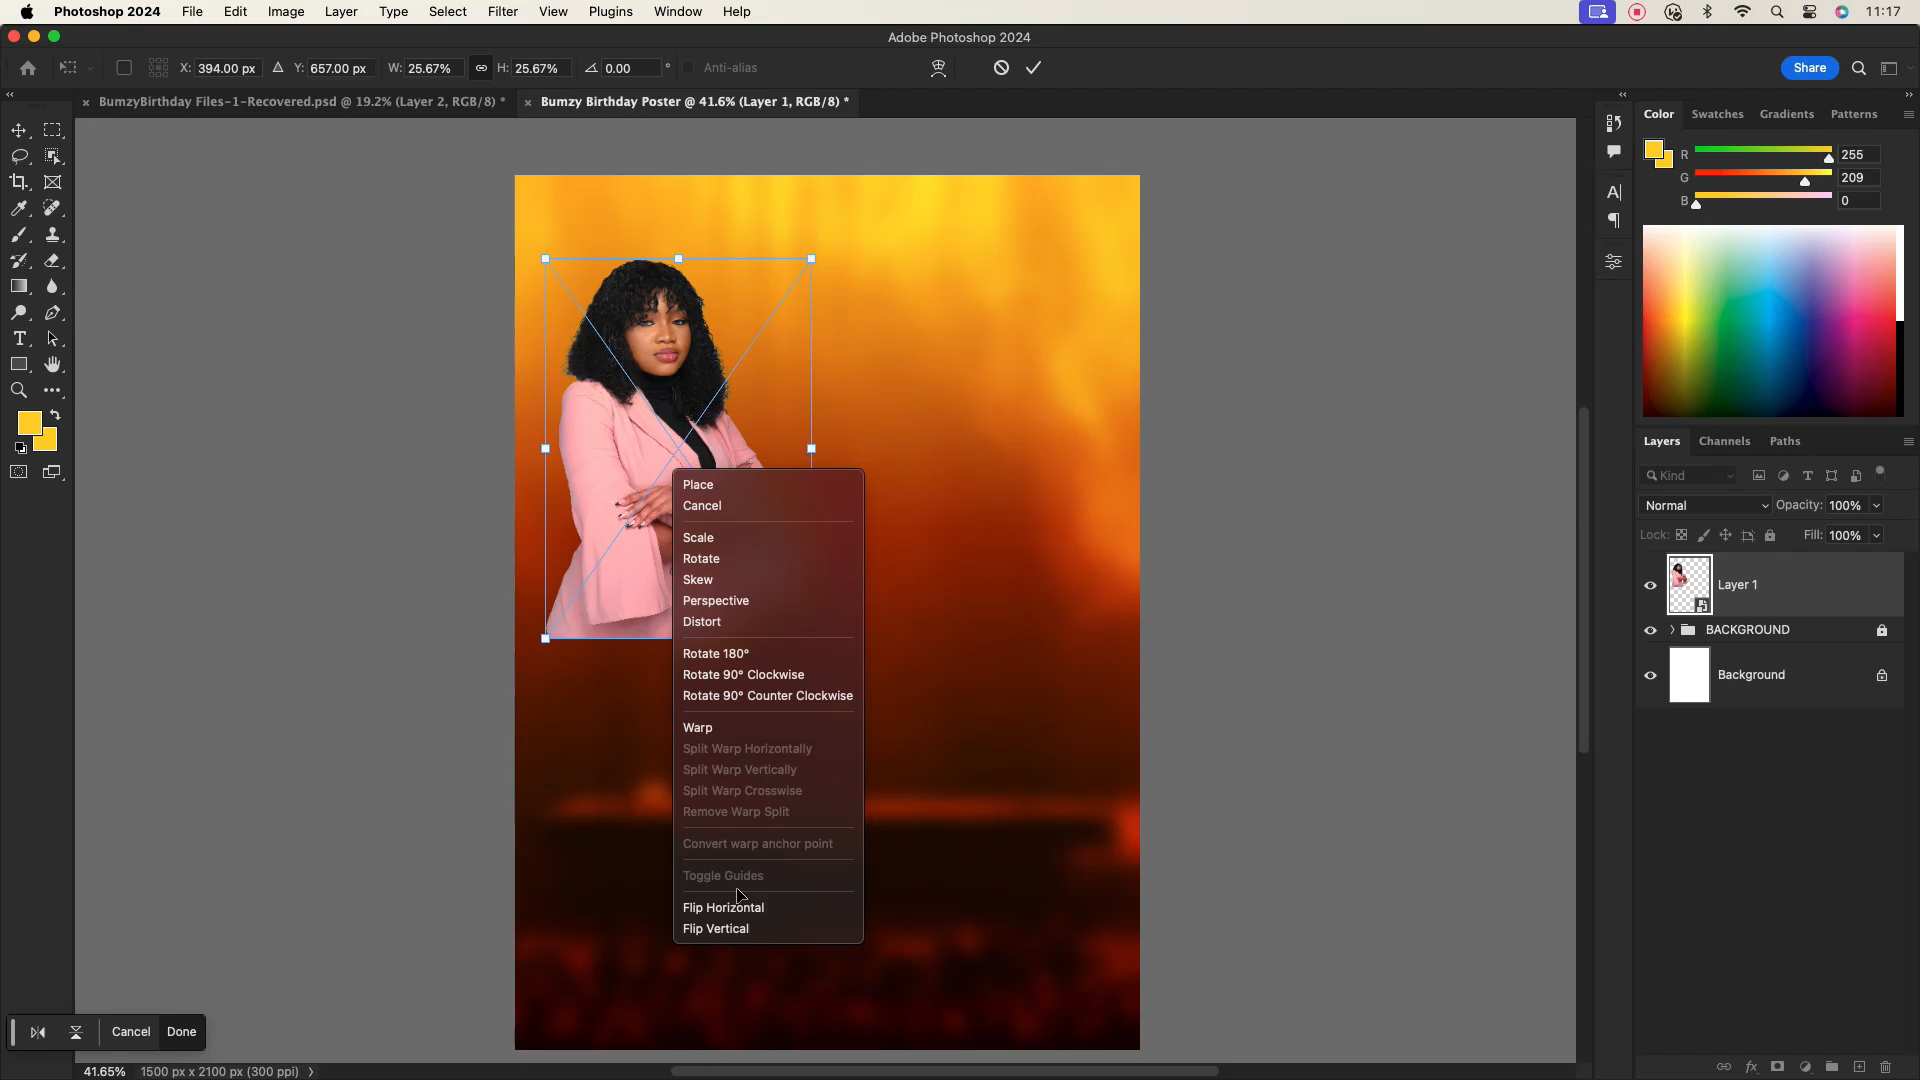 Photoshop 2024 File Edit Image Layer Type Select Filter View Plugins Window Help 11:17
Adobe Photoshop 2024
X: 394.00 px Y: 657.00 px W: 25.67% H: 25.67% 0.00 ° Anti-alias Share
BumzyBirthday Files-1-Recovered.psd @ 19.2% (Layer 2, RGB/8) * Bumzy Birthday Poster @ 41.6% (Layer 1, RGB/8) *
Color Swatches Gradients Patterns
R 255
G 209
B 0
Place
Cancel
Scale
Rotate
Skew
Perspective
Distort
Rotate 180°
Rotate 90° Clockwise
Rotate 90° Counter Clockwise
Warp
Split Warp Horizontally
Split Warp Vertically
Split Warp Crosswise
Remove Warp Split
Convert warp anchor point
Toggle Guides
Flip Horizontal
Flip Vertical
Layers Channels Paths
Kind
Normal Opacity: 100%
Lock: Fill: 100%
Layer 1
BACKGROUND
Background
Cancel Done
41.65% 1500 px x 2100 px (300 ppi)